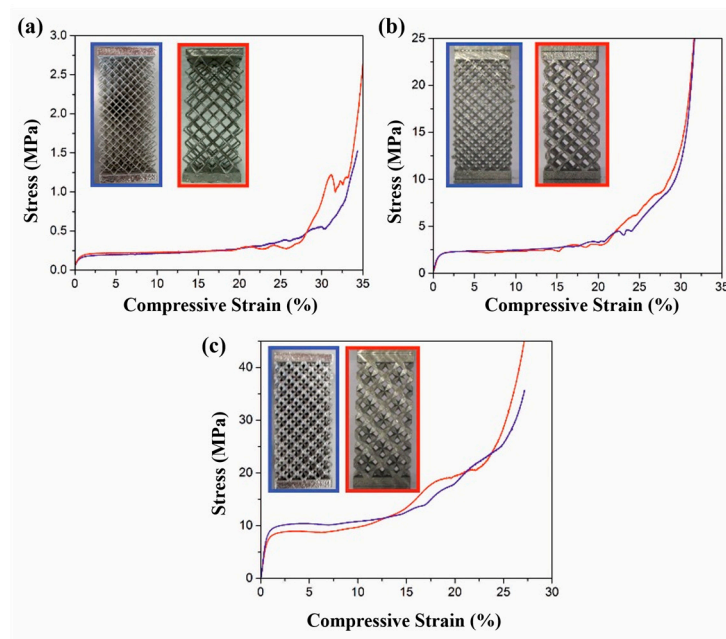 (a)
3.0
2.5
2.0
1.5
1.0
0.5
0.0
Stress (MPa)
0 5 10 15 20 25 30 35
Compressive Strain (%)
(b)
25
20
15
10
5
0
Stress (MPa)
0 5 10 15 20 25 30 35
Compressive Strain (%)
(c)
40
30
20
10
0
Stress (MPa)
0 5 10 15 20 25 30
Compressive Strain (%)